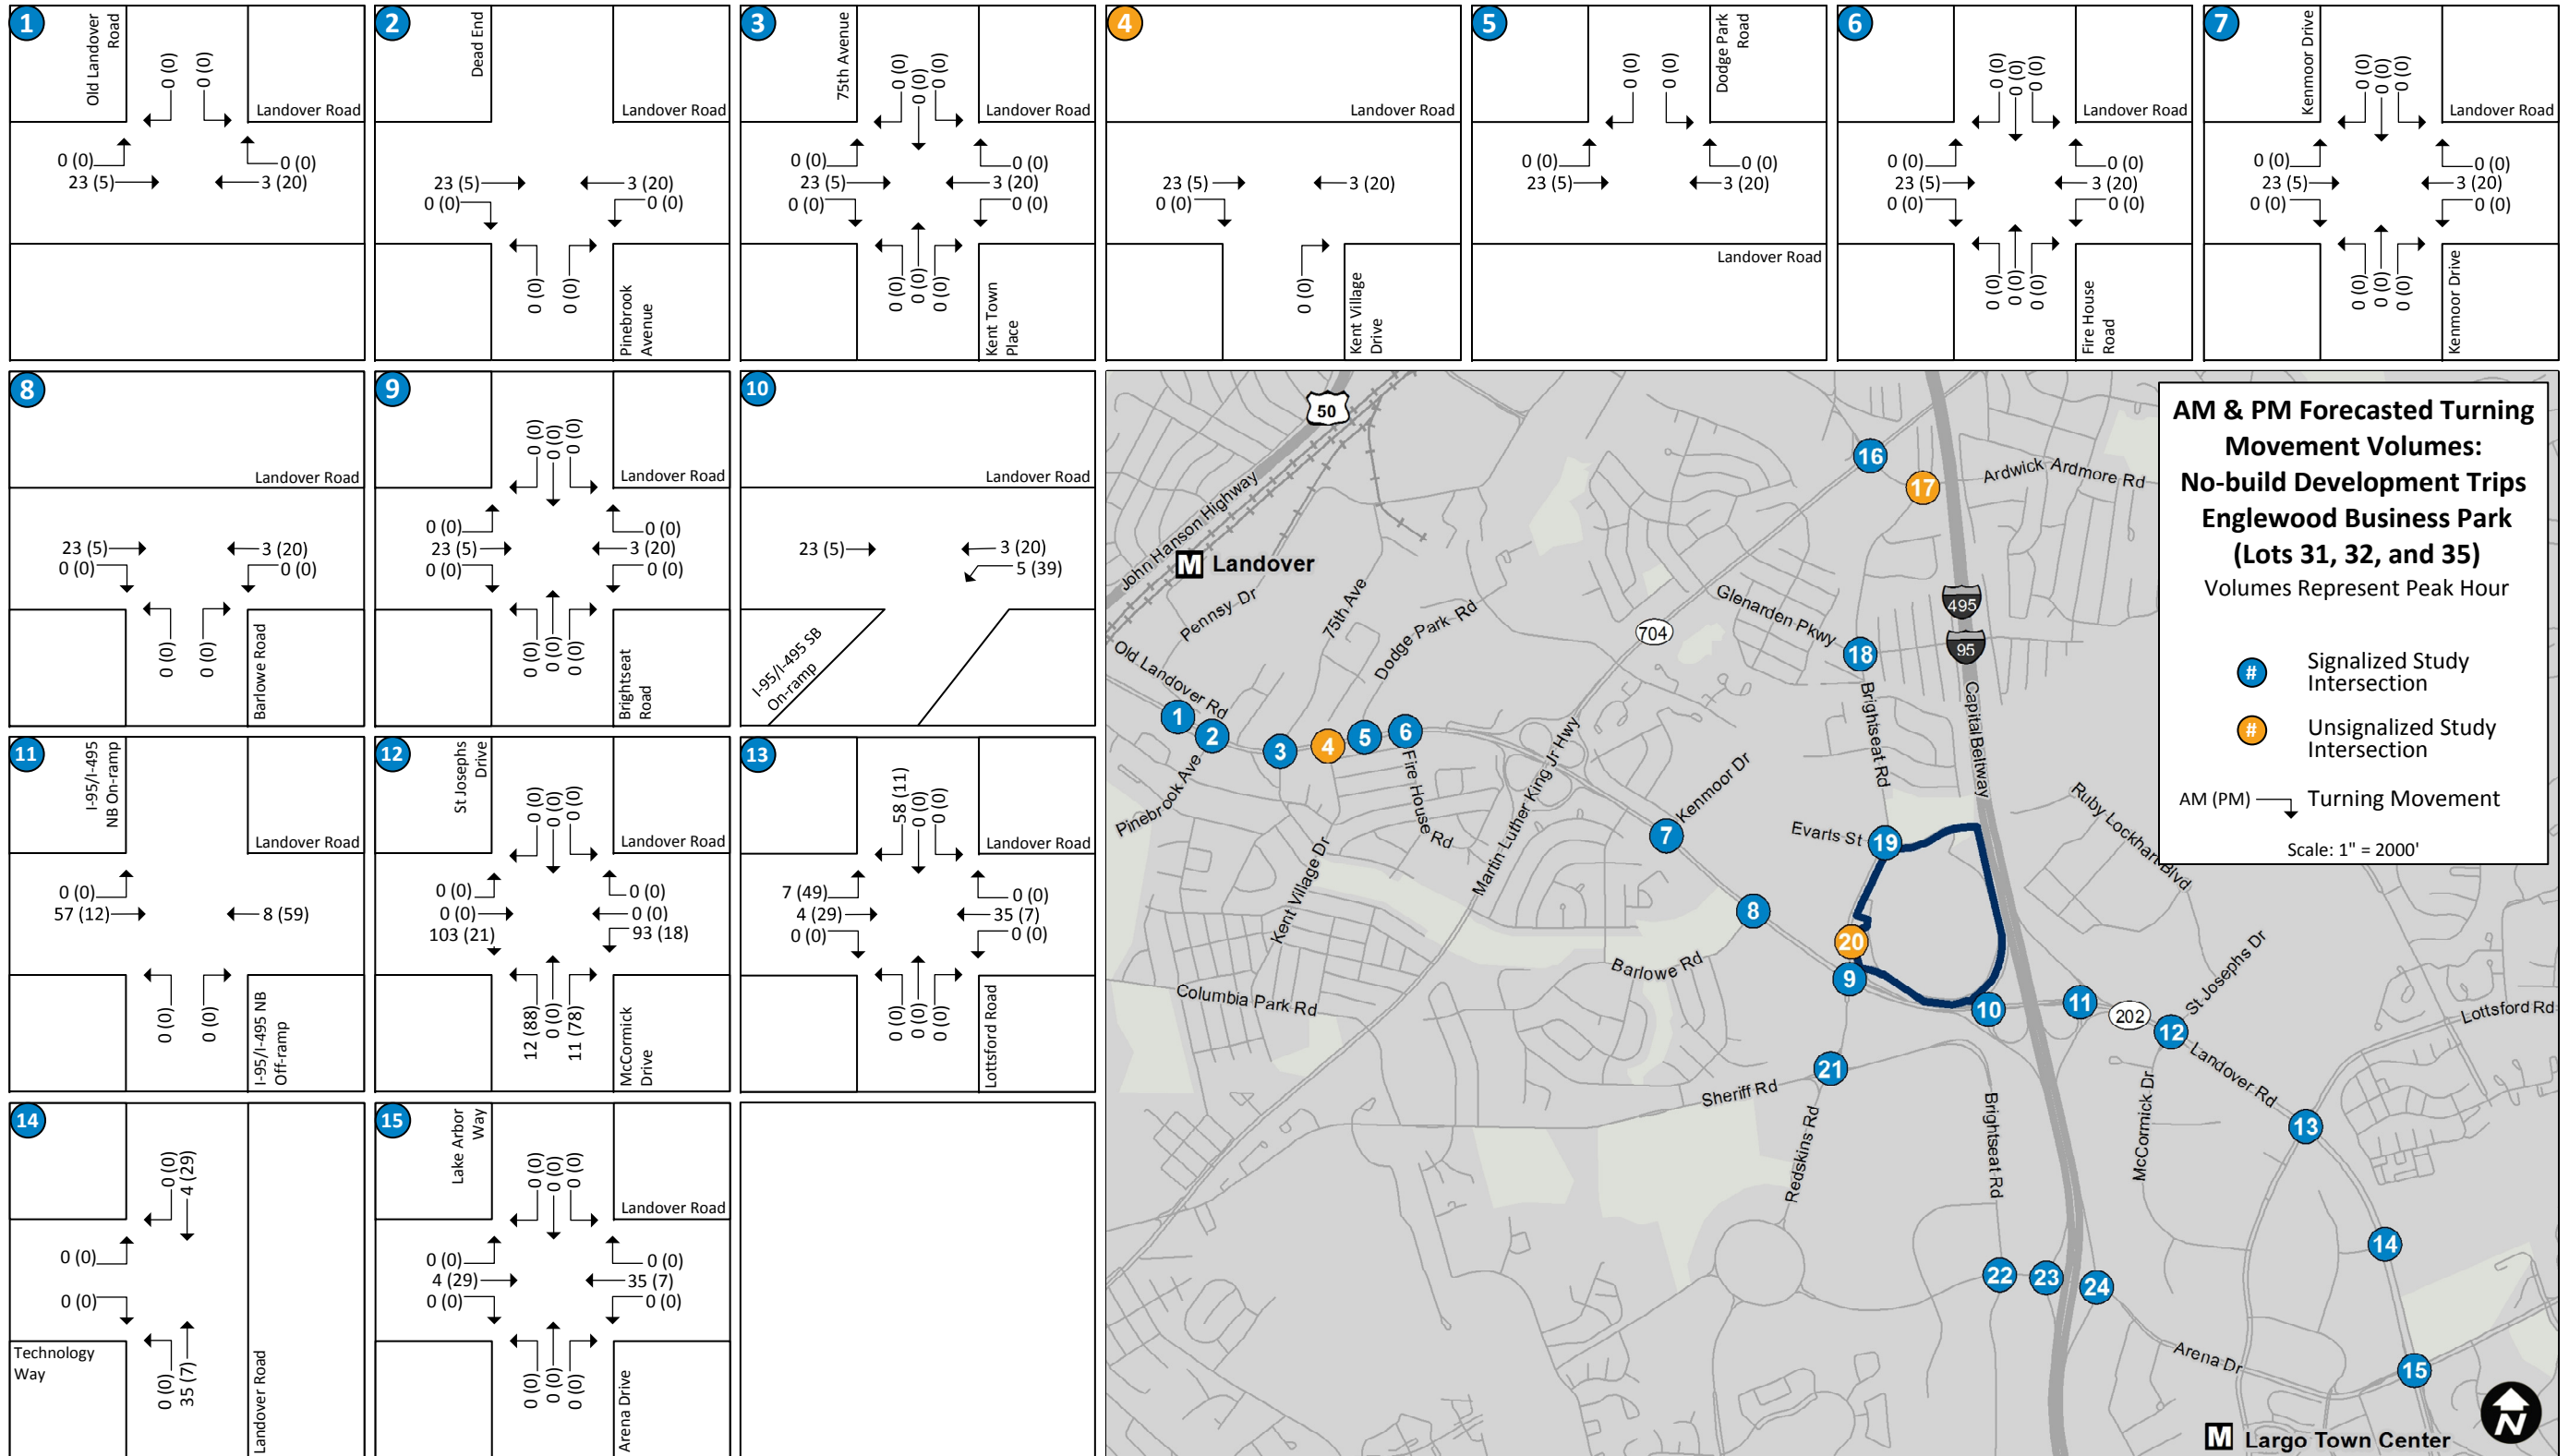 1
Old Landover
Road
0 (0)
0 (0)
Landover Road
0 (0)
23 (5)
0 (0)
3 (20)
2
Dead End
Landover Road
23 (5)
0 (0)
3 (20)
0 (0)
0 (0)
0 (0)
Pinebrook
Avenue
3
75th Avenue
0 (0)
0 (0)
0 (0)
Landover Road
0 (0)
23 (5)
0 (0)
0 (0)
3 (20)
0 (0)
0 (0)
0 (0)
0 (0)
Kent Town
Place
4
Landover Road
23 (5)
0 (0)
3 (20)
0 (0)
Kent Village
Drive
5
0 (0)
0 (0)
Dodge Park
Road
0 (0)
23 (5)
0 (0)
3 (20)
Landover Road
6
0 (0)
0 (0)
0 (0)
Landover Road
0 (0)
23 (5)
0 (0)
0 (0)
3 (20)
0 (0)
0 (0)
0 (0)
0 (0)
Fire House
Road
7
Kenmoor Drive
0 (0)
0 (0)
0 (0)
Landover Road
0 (0)
23 (5)
0 (0)
0 (0)
3 (20)
0 (0)
0 (0)
0 (0)
0 (0)
Kenmoor Drive
8
Landover Road
23 (5)
0 (0)
3 (20)
0 (0)
0 (0)
0 (0)
Barlowe Road
9
0 (0)
0 (0)
0 (0)
Landover Road
0 (0)
23 (5)
0 (0)
0 (0)
3 (20)
0 (0)
0 (0)
0 (0)
0 (0)
Brightseat
Road
10
Landover Road
23 (5)
3 (20)
5 (39)
I-95/I-495 SB
On-ramp
11
I-95/I-495
NB On-ramp
Landover Road
0 (0)
57 (12)
8 (59)
0 (0)
0 (0)
I-95/I-495 NB
Off-ramp
12
St Josephs
Drive
0 (0)
0 (0)
0 (0)
Landover Road
0 (0)
0 (0)
103 (21)
0 (0)
0 (0)
93 (18)
12 (88)
0 (0)
11 (78)
McCormick
Drive
13
58 (11)
0 (0)
0 (0)
Landover Road
7 (49)
4 (29)
0 (0)
0 (0)
35 (7)
0 (0)
0 (0)
0 (0)
0 (0)
Lottsford Road
14
0 (0)
4 (29)
0 (0)
0 (0)
Technology
Way
0 (0)
35 (7)
Landover Road
15
Lake Arbor
Way
0 (0)
0 (0)
0 (0)
Landover Road
0 (0)
4 (29)
0 (0)
0 (0)
35 (7)
0 (0)
0 (0)
0 (0)
0 (0)
Arena Drive
AM & PM Forecasted Turning
Movement Volumes:
No-build Development Trips
Englewood Business Park
(Lots 31, 32, and 35)
Volumes Represent Peak Hour
# Signalized Study
Intersection
# Unsignalized Study
Intersection
AM (PM) Turning Movement
Scale: 1" = 2000'
50
John Hanson Highway
M Landover
Pennsy Dr
Old Landover Rd
75th Ave
Dodge Park Rd
704
Glenarden Pkwy
16
17
Ardwick Ardmore Rd
495
95
18
Brightseat Rd
Capital Beltway
1
2
3
4
5
6
Pinebrook Ave
Fire House Rd
Kent Village Dr
Martin Luther King Jr Hwy
Kenmoor Dr
7
Evarts St
19
Ruby Lockhart Blvd
8
20
9
10
11
202
12
St Josephs Dr
Lottsford Rd
Barlowe Rd
Columbia Park Rd
Sheriff Rd
21
Redskins Rd
Brightseat Rd
McCormick Dr
Landover Rd
13
14
22
23
24
Arena Dr
15
M Largo Town Center
N